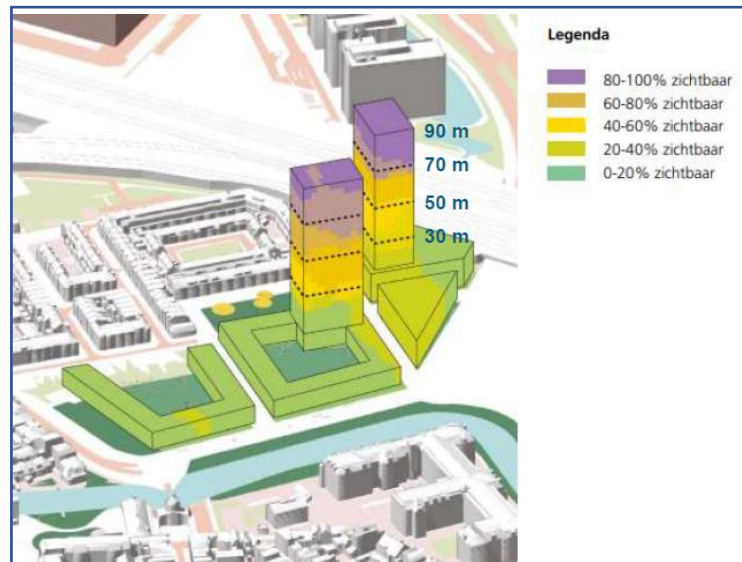 Legenda
80-100% zichtbaar
60-80% zichtbaar
40-60% zichtbaar
20-40% zichtbaar
0-20% zichtbaar
90 m
70 m
50 m
30 m